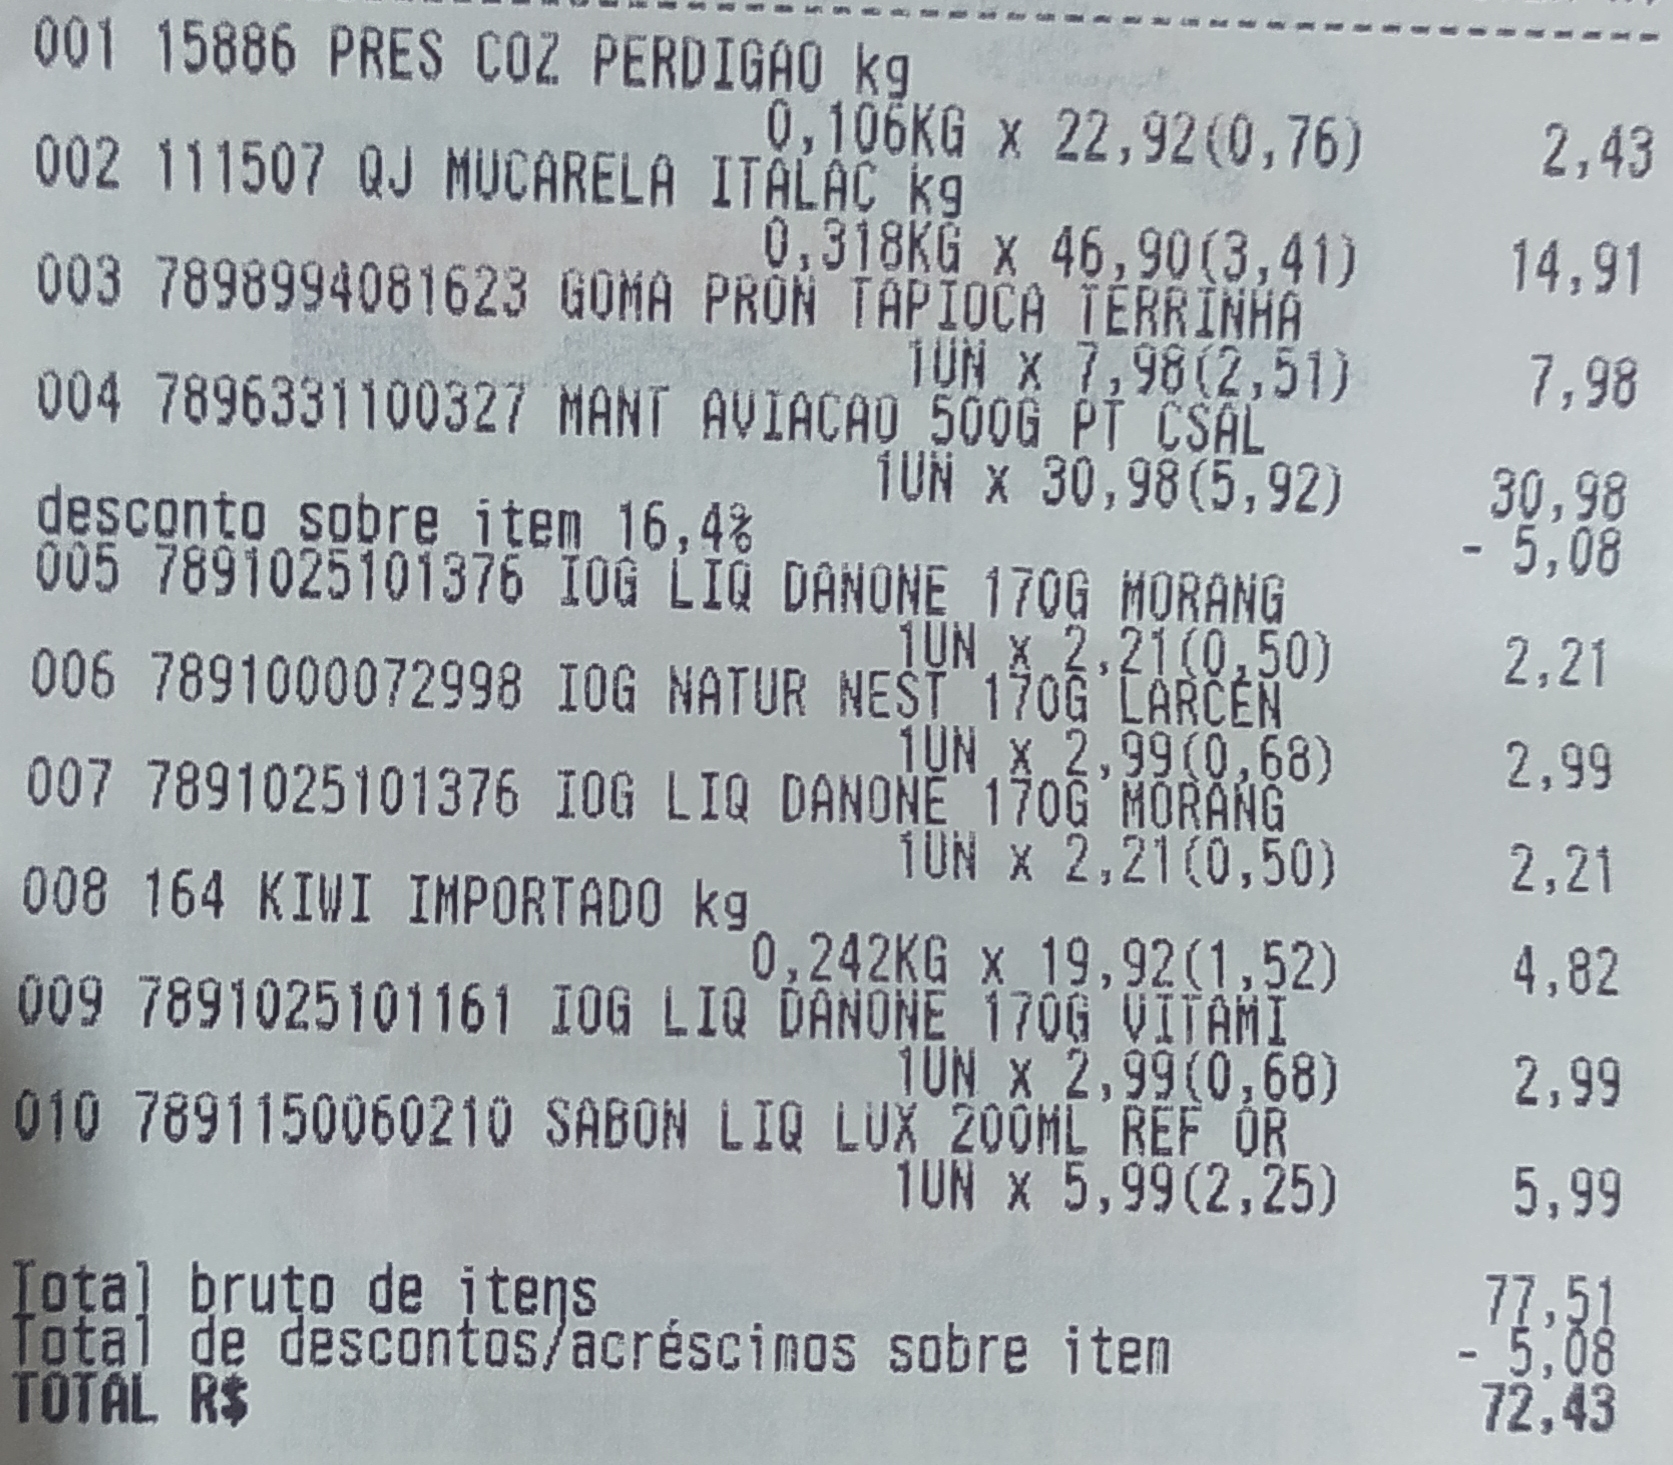 001 15886 PRES COZ PERDIGAO kg
0,106KG x 22,92(0,76) 2,43
002 111507 QJ MUCARELA ITALAC kg
0,318KG x 46,90(3,41) 14,91
003 7898994081623 GOMA PRON TAPIOCA TERRINHA
1UN x 7,98(2,51) 7,98
004 7896331100327 MANT AVIACAO 500G PT CSAL
1UN x 30,98(5,92) 30,98
desconto sobre item 16,4% - 5,08
005 7891025101376 IOG LIQ DANONE 170G MORANG
1UN x 2,21(0,50) 2,21
006 7891000072998 IOG NATUR NEST 170G LARCEN
1UN x 2,99(0,68) 2,99
007 7891025101376 IOG LIQ DANONE 170G MORANG
1UN x 2,21(0,50) 2,21
008 164 KIWI IMPORTADO kg
0,242KG x 19,92(1,52) 4,82
009 7891025101161 IOG LIQ DANONE 170G VITAMI
1UN x 2,99(0,68) 2,99
010 7891150060210 SABON LIQ LUX 200ML REF OR
1UN x 5,99(2,25) 5,99
Total bruto de itens 77,51
Total de descontos/acréscimos sobre item - 5,08
TOTAL R$ 72,43